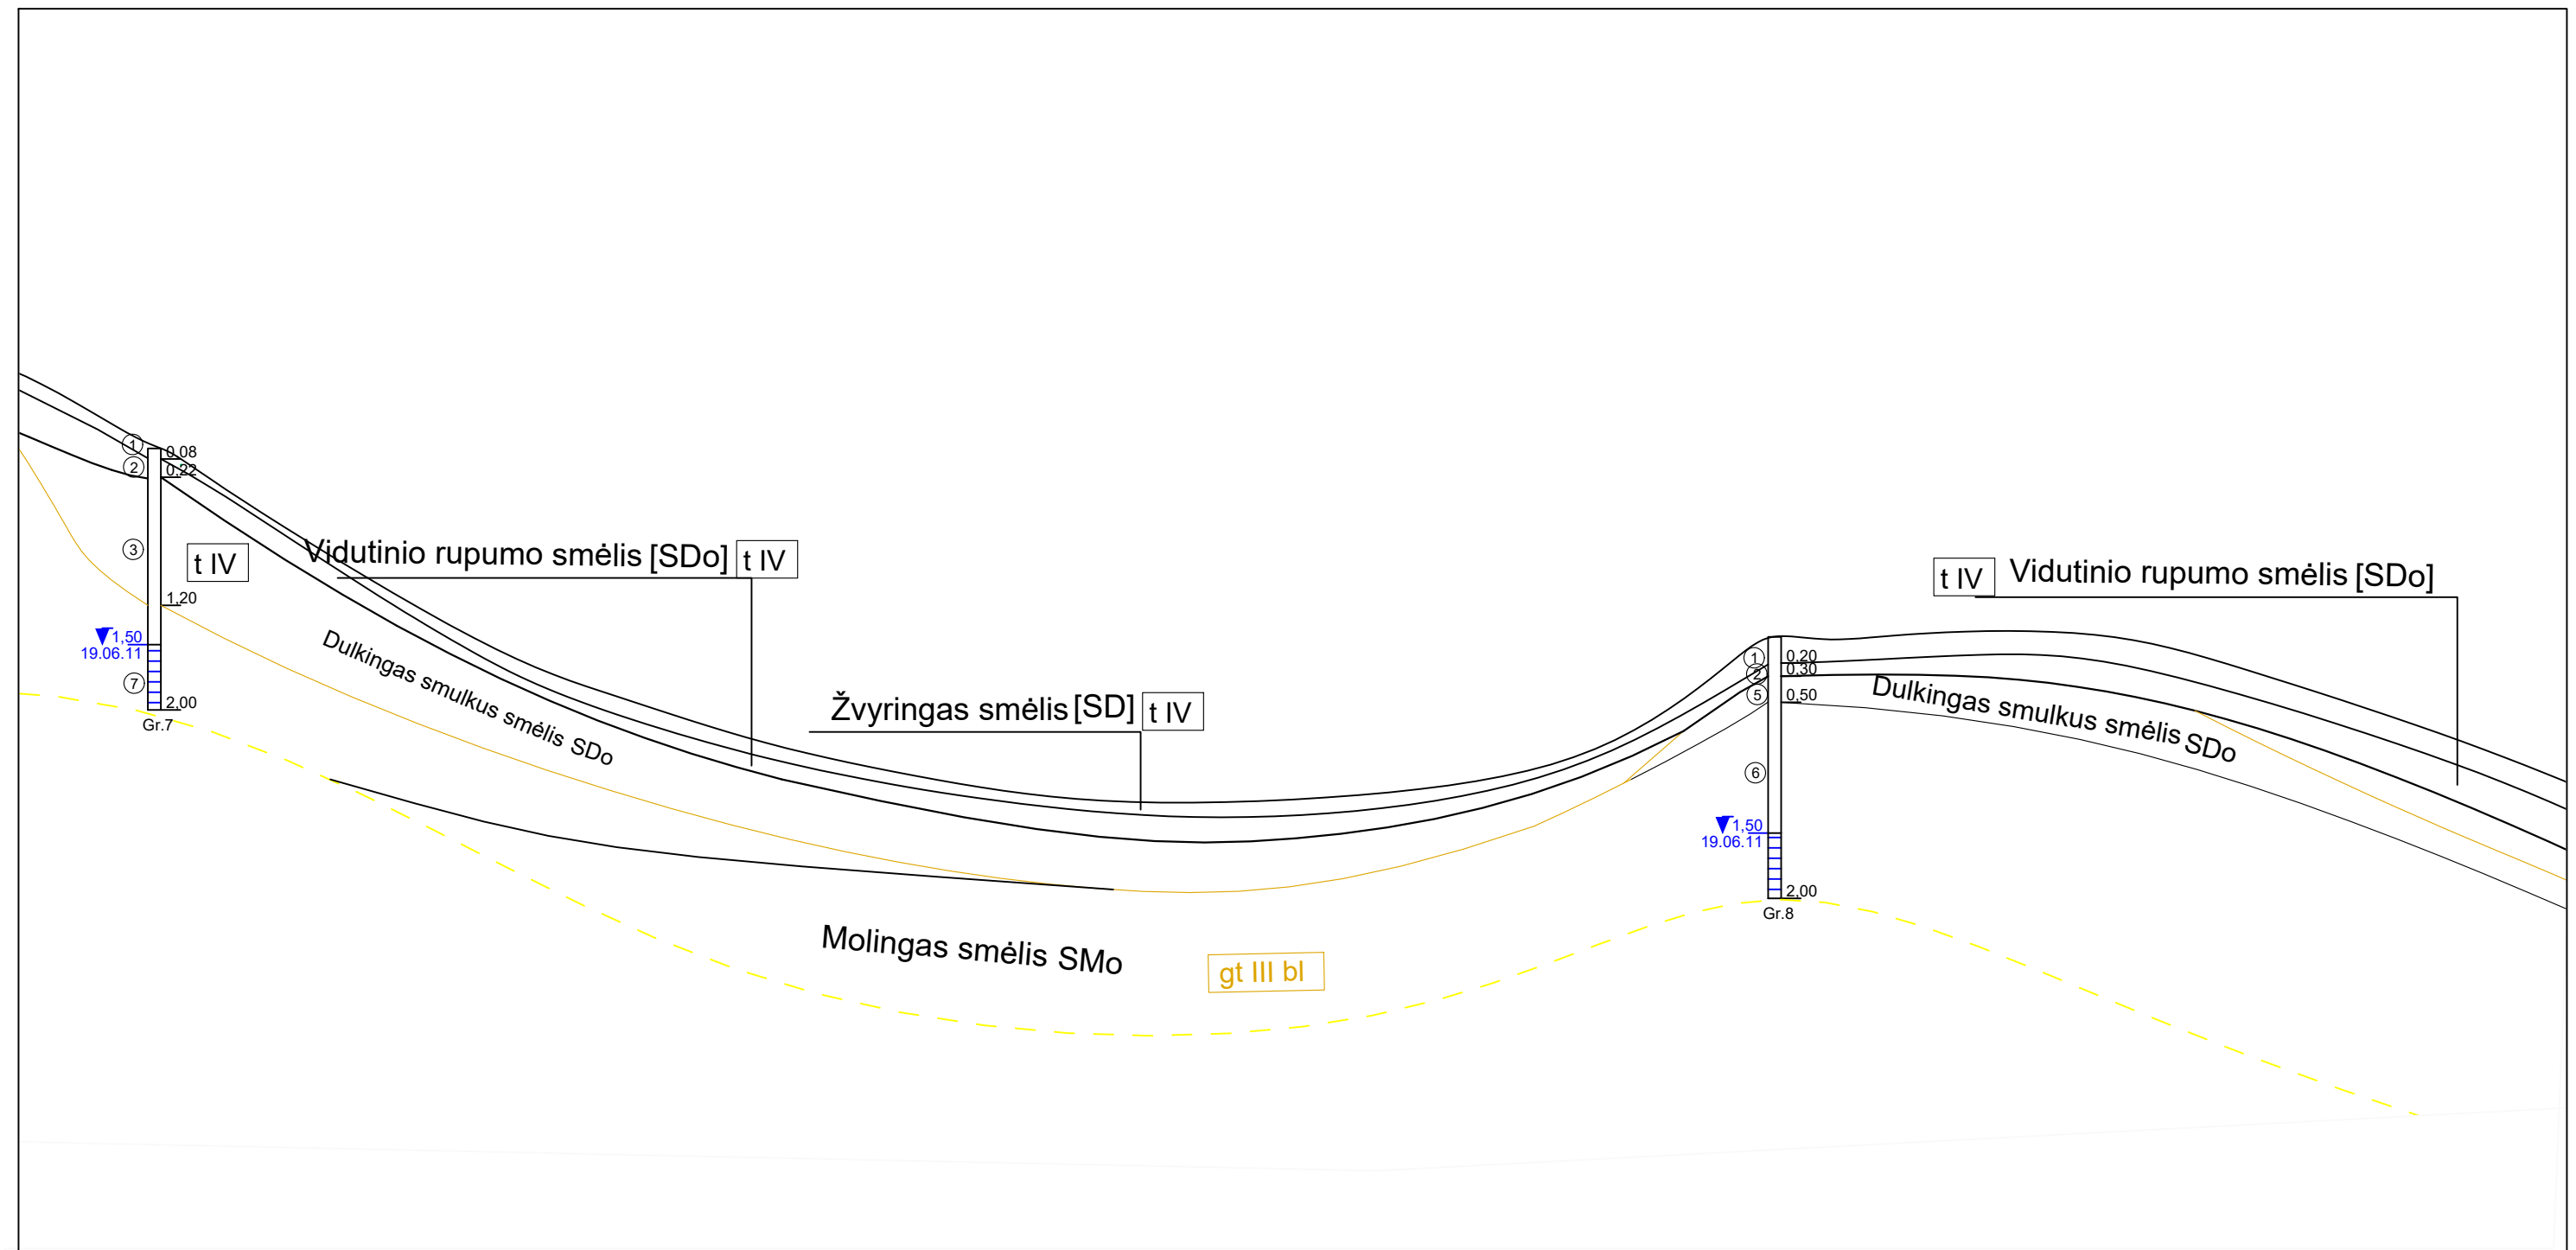 1
0,08
2
0,22
3
t IV
1,20
1,50
19.06.11
7
2,00
Gr.7
Vidutinio rupumo smėlis [SDo] t IV
Dulkingas smulkus smėlis SDo
Žvyringas smėlis [SD] t IV
Molingas smėlis SMo
gt III bl
t IV Vidutinio rupumo smėlis [SDo]
1
0,20
2
0,30
5
0,50
Dulkingas smulkus smėlis SDo
6
1,50
19.06.11
2,00
Gr.8